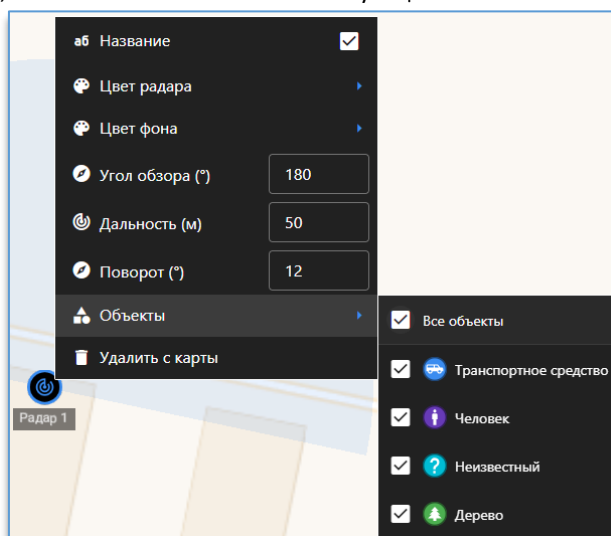 аб Название
Цвет радара
Цвет фона
Угол обзора (°) 180
Дальность (м) 50
Поворот (°) 12
Объекты
Все объекты
Удалить с карты
Транспортное средство
Радар 1
Человек
Неизвестный
Дерево